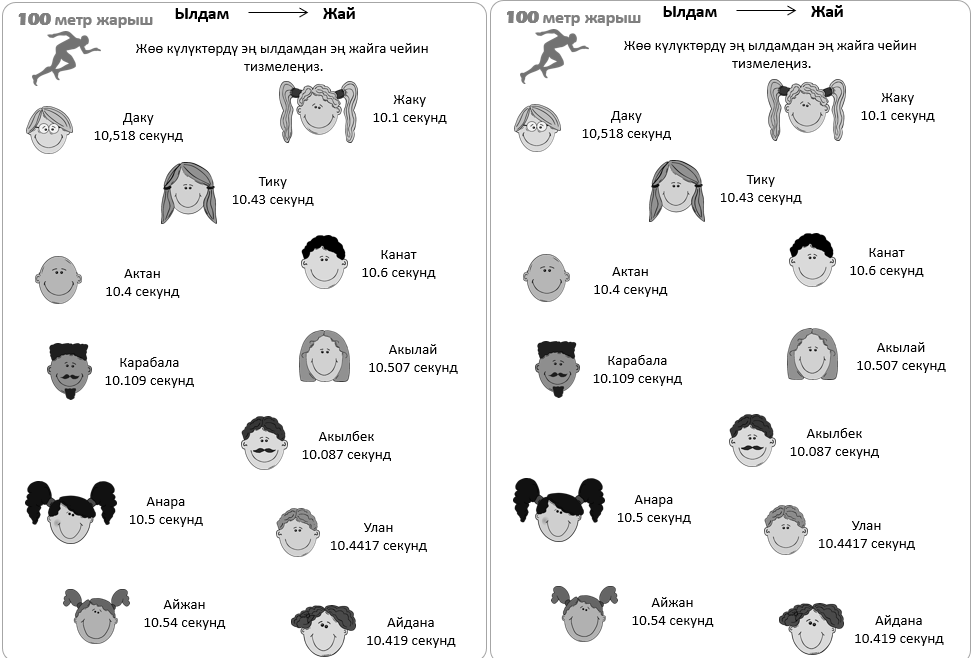 Ылдам Жай
100 метр жарыш
Жөө күлүктөрдү эң ылдамдан эң жайга чейин
тизмелеңиз.
Жаку
10.1 секунд
Даку
10,518 секунд
Тику
10.43 секунд
Канат
10.6 секунд
Актан
10.4 секунд
Акылай
10.507 секунд
Карабала
10.109 секунд
Акылбек
10.087 секунд
Анара
10.5 секунд
Улан
10.4417 секунд
Айжан
10.54 секунд
Айдана
10.419 секунд
Ылдам Жай
100 метр жарыш
Жөө күлүктөрдү эң ылдамдан эң жайга чейин
тизмелеңиз.
Жаку
10.1 секунд
Даку
10,518 секунд
Тику
10.43 секунд
Канат
10.6 секунд
Актан
10.4 секунд
Акылай
10.507 секунд
Карабала
10.109 секунд
Акылбек
10.087 секунд
Анара
10.5 секунд
Улан
10.4417 секунд
Айжан
10.54 секунд
Айдана
10.419 секунд